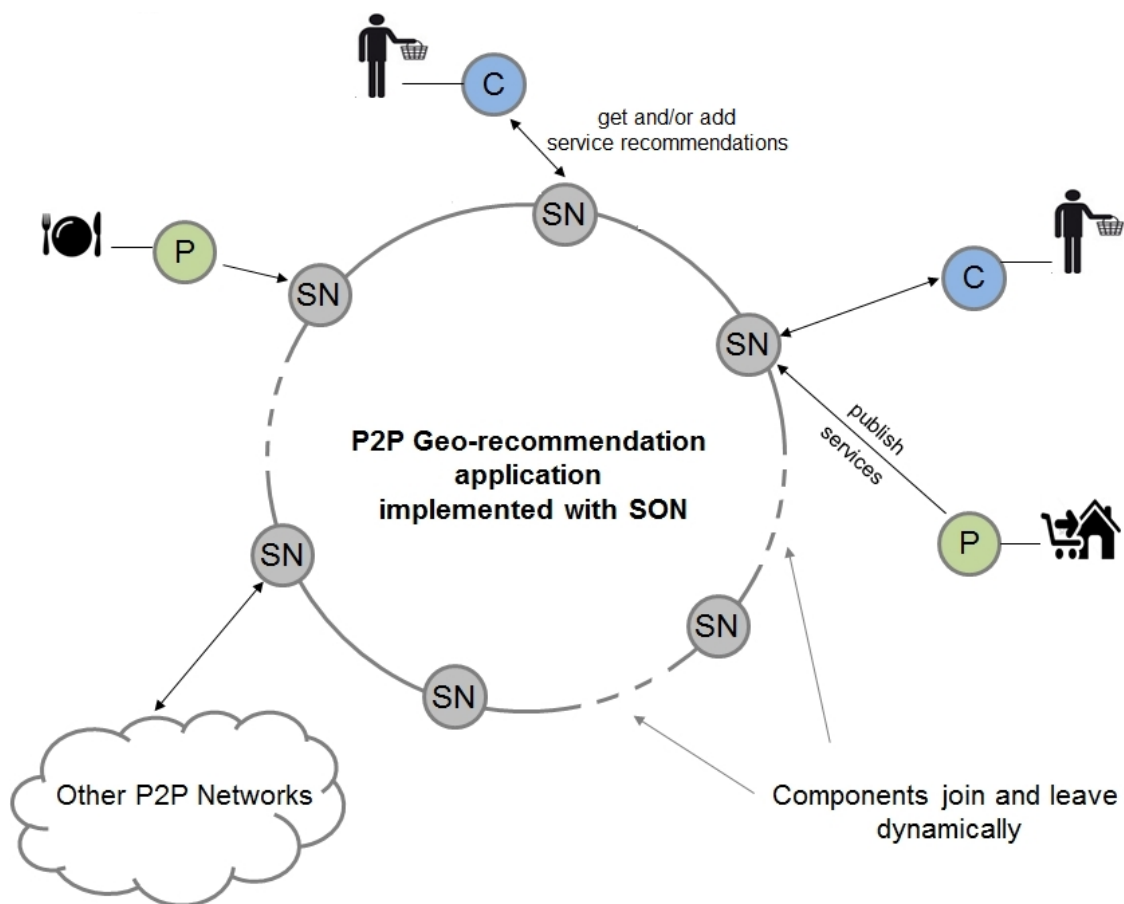 C
get and/or add
service recommendations
SN
P
SN
C
SN
publish
services
P2P Geo-recommendation
application
implemented with SON
P
SN
SN
SN
Other P2P Networks
Components join and leave
dynamically